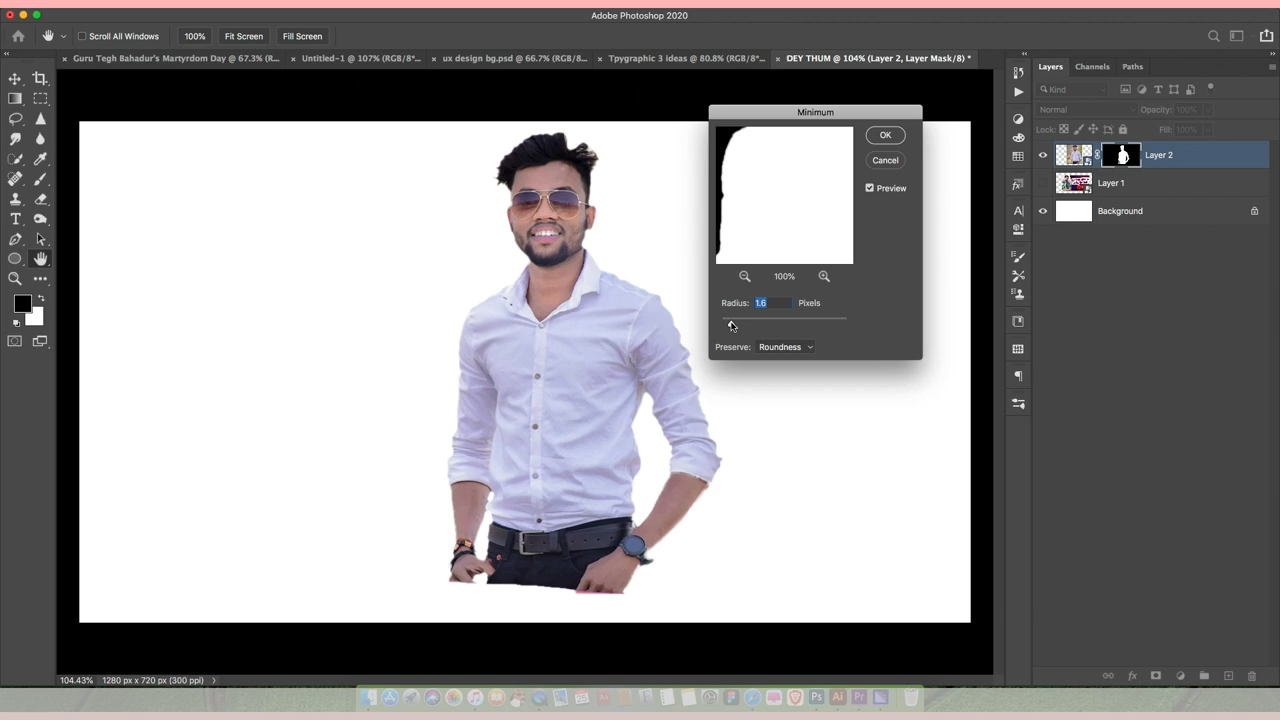 Adobe Photoshop 2020
Scroll All Windows 100% Fit Screen Fill Screen
× Guru Tegh Bahadur's Martyrdom Day @ 67.3% (R... × Untitled-1 @ 107% (RGB/8*... × ux design bg.psd @ 66.7% (RGB/8... × Tpygraphic 3 ideas @ 80.8% (RGB/8*... × DEY THUM @ 104% (Layer 2, Layer Mask/8) *
Layers Channels Paths
Kind
Normal Opacity: 100%
Lock: Fill: 100%
Layer 2
Layer 1
Background
Minimum
OK
Cancel
Preview
100%
Radius: 1.6 Pixels
Preserve: Roundness
104.43% 1280 px x 720 px (300 ppi)